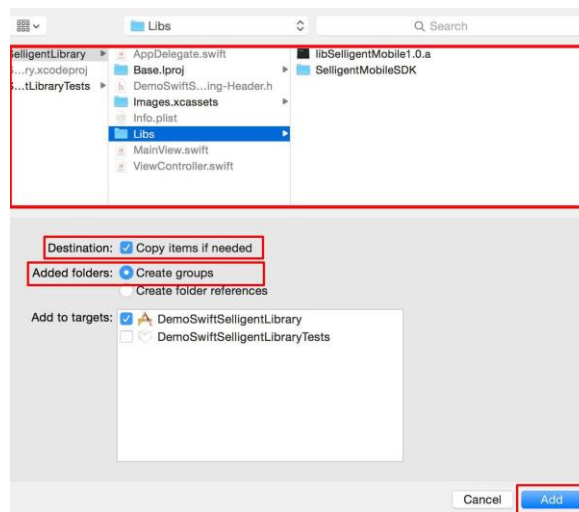 Libs
Search
SelligentLibrary
S...ry.xcodeproj
S...tLibraryTests
AppDelegate.swift
Base.lproj
DemoSwiftS...ing-Header.h
Images.xcassets
Info.plist
Libs
MainView.swift
ViewController.swift
libSelligentMobile1.0.a
SelligentMobileSDK
Destination: Copy items if needed
Added folders: Create groups
Create folder references
Add to targets: DemoSwiftSelligentLibrary
DemoSwiftSelligentLibraryTests
Cancel Add